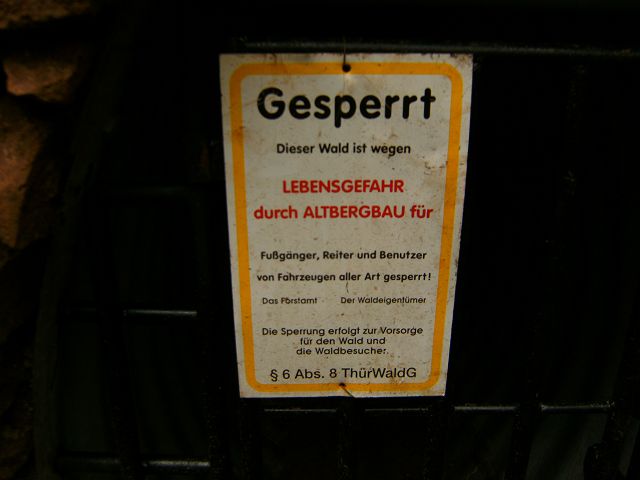 Gesperrt
Dieser Wald ist wegen
LEBENSGEFAHR
durch ALTBERGBAU für
Fußgänger, Reiter und Benutzer
von Fahrzeugen aller Art gesperrt!
Das Forstamt Der Waldeigentümer
Die Sperrung erfolgt zur Vorsorge
für den Wald und
die Waldbesucher.
§ 6 Abs. 8 ThürWaldG